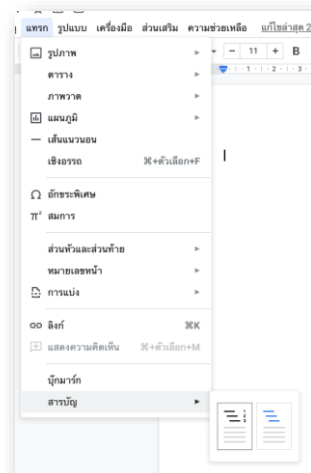 แทรก รูปแบบ เครื่องมือ ส่วนเสริม ความช่วยเหลือ แก้ไขล่าสุด 2
รูปภาพ
ตาราง
ภาพวาด
แผนภูมิ
เส้นแนวนอน
เชิงอรรถ ⌘+ตัวเลือก+F
อักขระพิเศษ
สมการ
ส่วนหัวและส่วนท้าย
หมายเลขหน้า
การแบ่ง
ลิงก์ ⌘K
แสดงความคิดเห็น ⌘+ตัวเลือก+M
บุ๊กมาร์ก
สารบัญ
− 11 + B
1 2 3